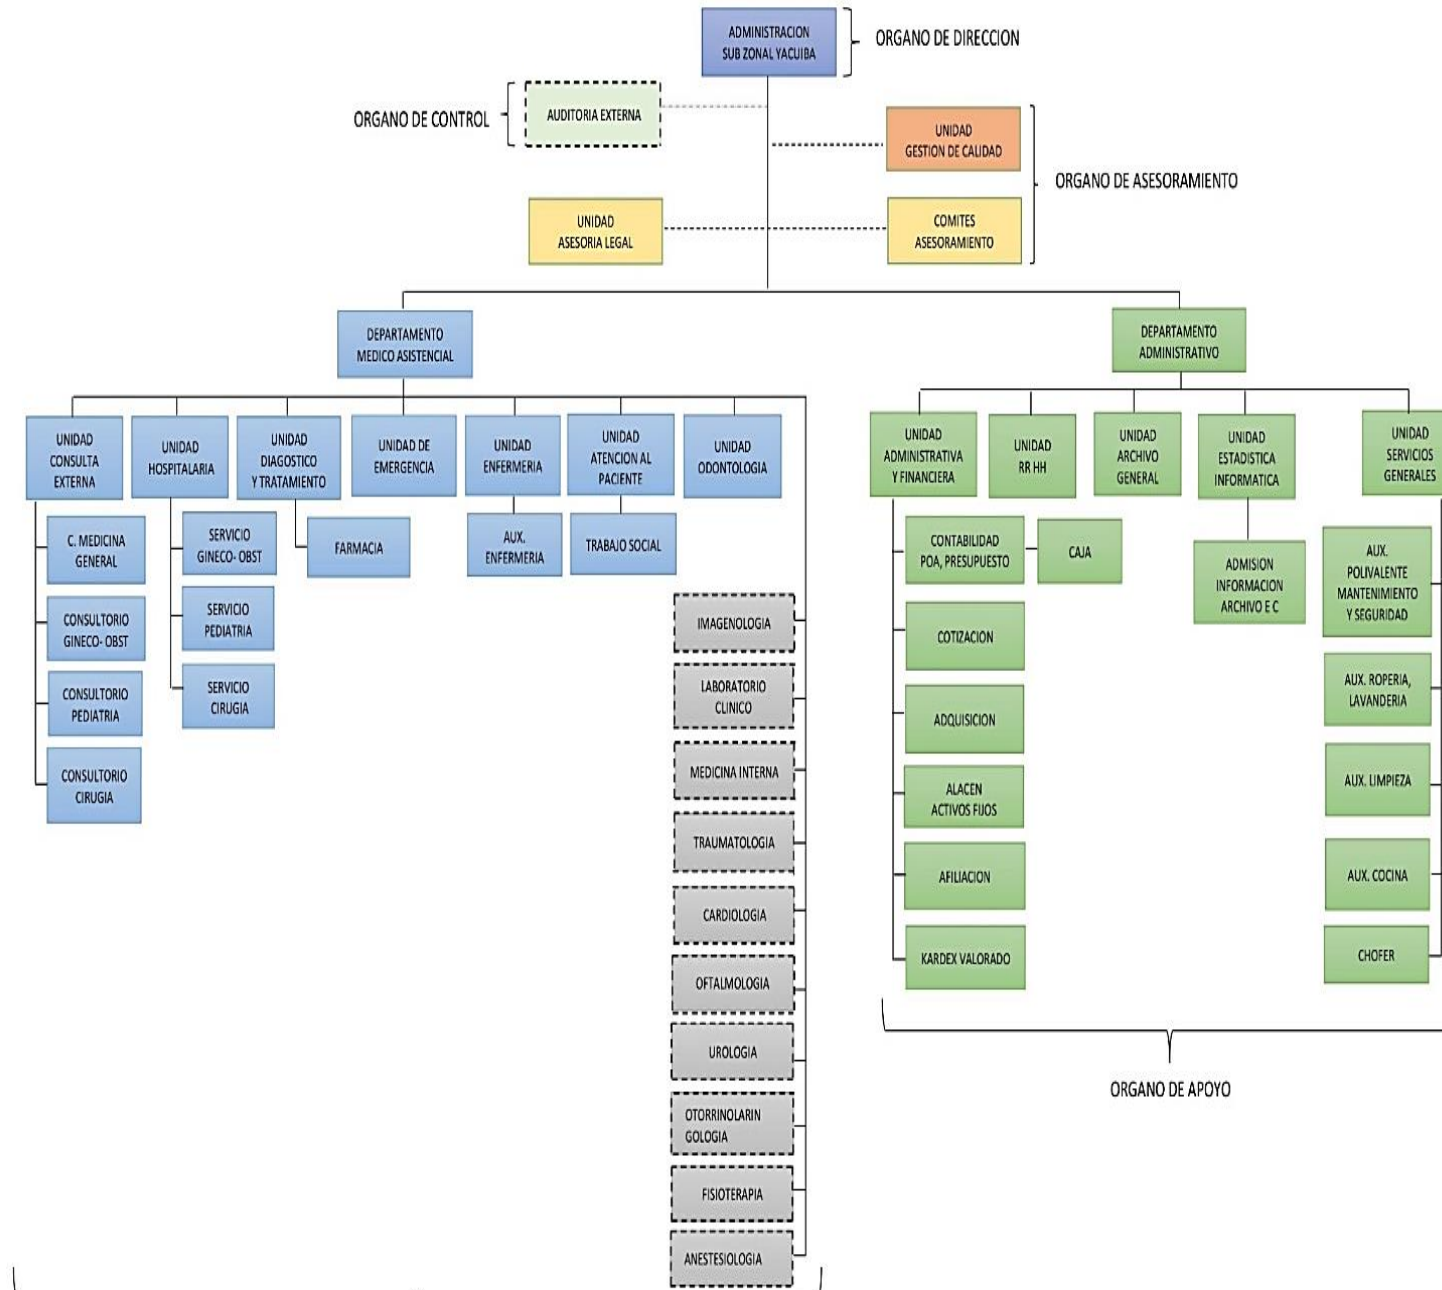 ADMINISTRACION
SUB ZONAL YACUIBA
ORGANO DE DIRECCION
ORGANO DE CONTROL
AUDITORIA EXTERNA
UNIDAD
GESTION DE CALIDAD
ORGANO DE ASESORAMIENTO
UNIDAD
ASESORIA LEGAL
COMITES
ASESORAMIENTO
DEPARTAMENTO
MEDICO ASISTENCIAL
DEPARTAMENTO
ADMINISTRATIVO
UNIDAD
CONSULTA
EXTERNA
UNIDAD
HOSPITALARIA
UNIDAD
DIAGOSTICO
Y TRATAMIENTO
UNIDAD DE
EMERGENCIA
UNIDAD
ENFERMERIA
UNIDAD
ATENCION AL
PACIENTE
UNIDAD
ODONTOLOGIA
UNIDAD
ADMINISTRATIVA
Y FINANCIERA
UNIDAD
RR HH
UNIDAD
ARCHIVO
GENERAL
UNIDAD
ESTADISTICA
INFORMATICA
UNIDAD
SERVICIOS
GENERALES
C. MEDICINA
GENERAL
CONSULTORIO
GINECO- OBST
CONSULTORIO
PEDIATRIA
CONSULTORIO
CIRUGIA
SERVICIO
GINECO- OBST
SERVICIO
PEDIATRIA
SERVICIO
CIRUGIA
FARMACIA
AUX.
ENFERMERIA
TRABAJO SOCIAL
IMAGENOLOGIA
LABORATORIO
CLINICO
MEDICINA INTERNA
TRAUMATOLOGIA
CARDIOLOGIA
OFTALMOLOGIA
UROLOGIA
OTORRINOLARIN
GOLOGIA
FISIOTERAPIA
ANESTESIOLOGIA
CONTABILIDAD
POA, PRESUPUESTO
CAJA
COTIZACION
ADQUISICION
ALACEN
ACTIVOS FIJOS
AFILIACION
KARDEX VALORADO
ADMISION
INFORMACION
ARCHIVO E C
AUX.
POLIVALENTE
MANTENIMIENTO
Y SEGURIDAD
AUX. ROPERIA,
LAVANDERIA
AUX. LIMPIEZA
AUX. COCINA
CHOFER
ORGANO DE APOYO